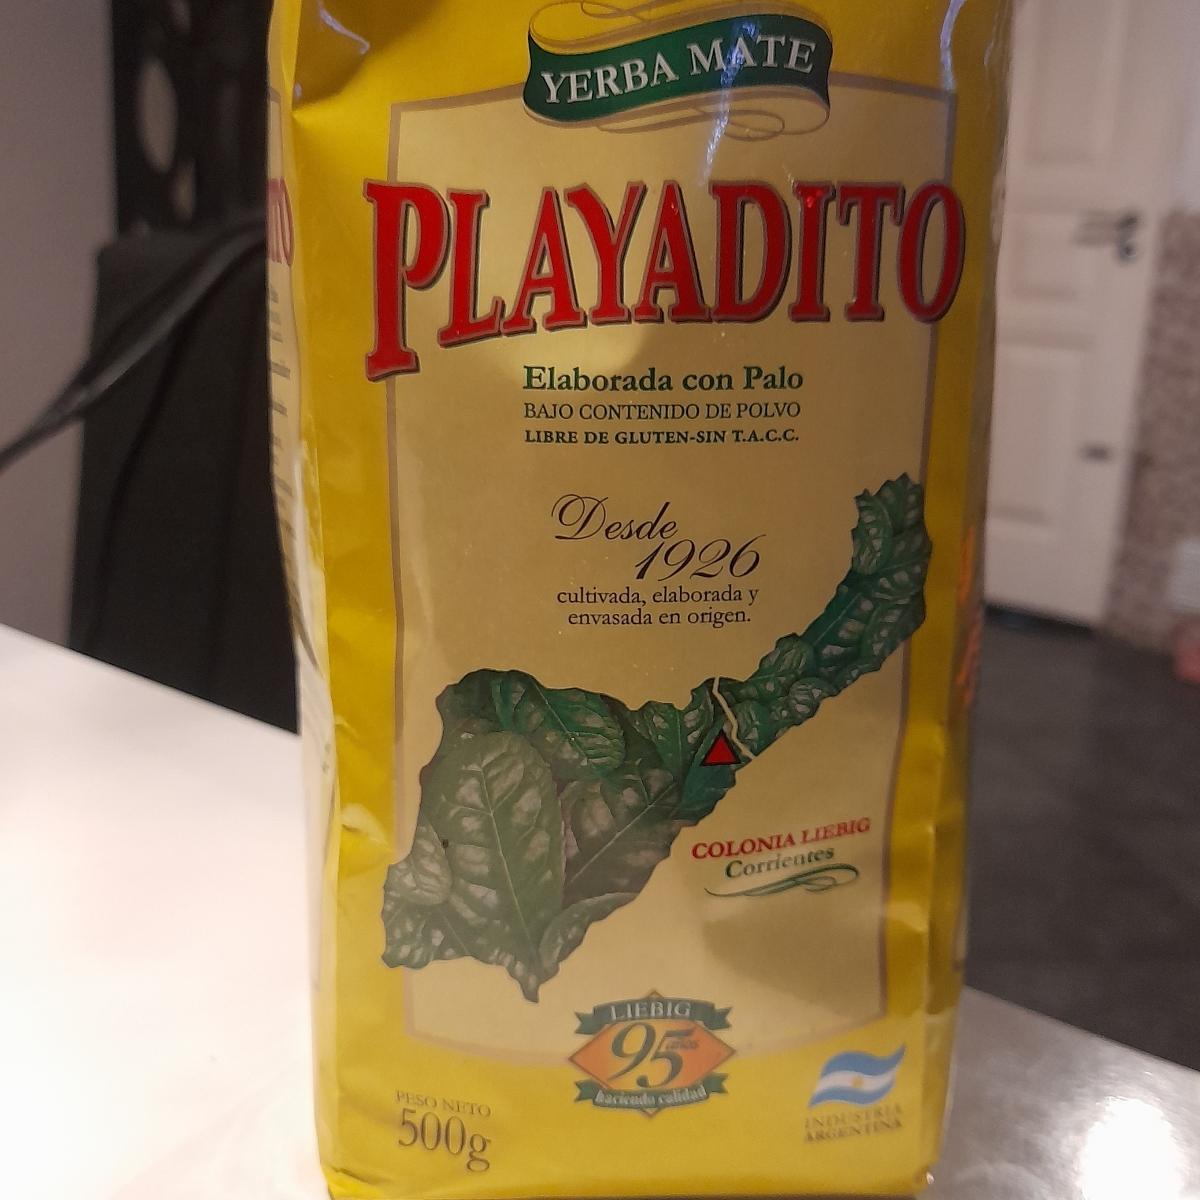 YERBA MATE
PLAYADITO
Elaborada con Palo
BAJO CONTENIDO DE POLVO
LIBRE DE GLUTEN-SIN T.A.C.C.
Desde
1926
cultivada, elaborada y
envasada en origen.
COLONIA LIEBIG
Corrientes
LIEBIG
95 años
haciendo calidad
PESO NETO
500g
INDUSTRIA
ARGENTINA